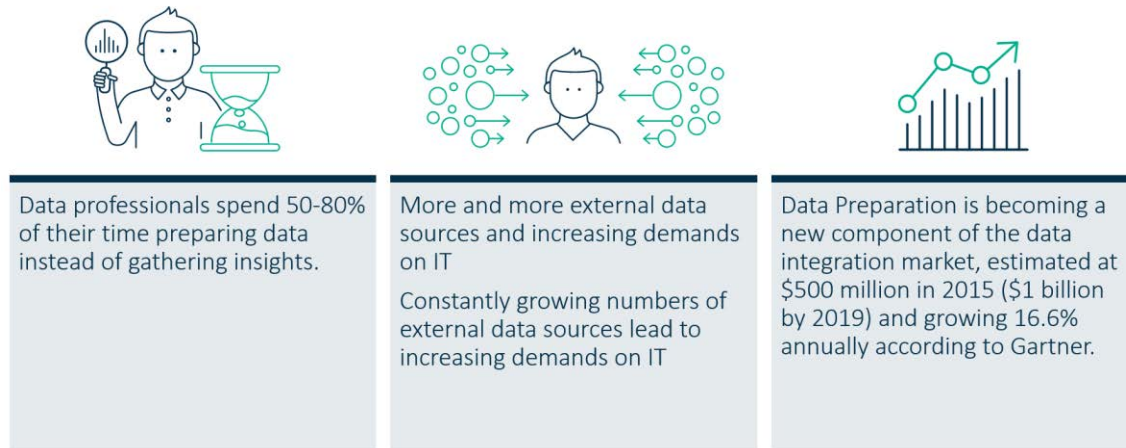 Data professionals spend 50-80%
of their time preparing data
instead of gathering insights.
More and more external data
sources and increasing demands
on IT
Constantly growing numbers of
external data sources lead to
increasing demands on IT
Data Preparation is becoming a
new component of the data
integration market, estimated at
$500 million in 2015 ($1 billion
by 2019) and growing 16.6%
annually according to Gartner.